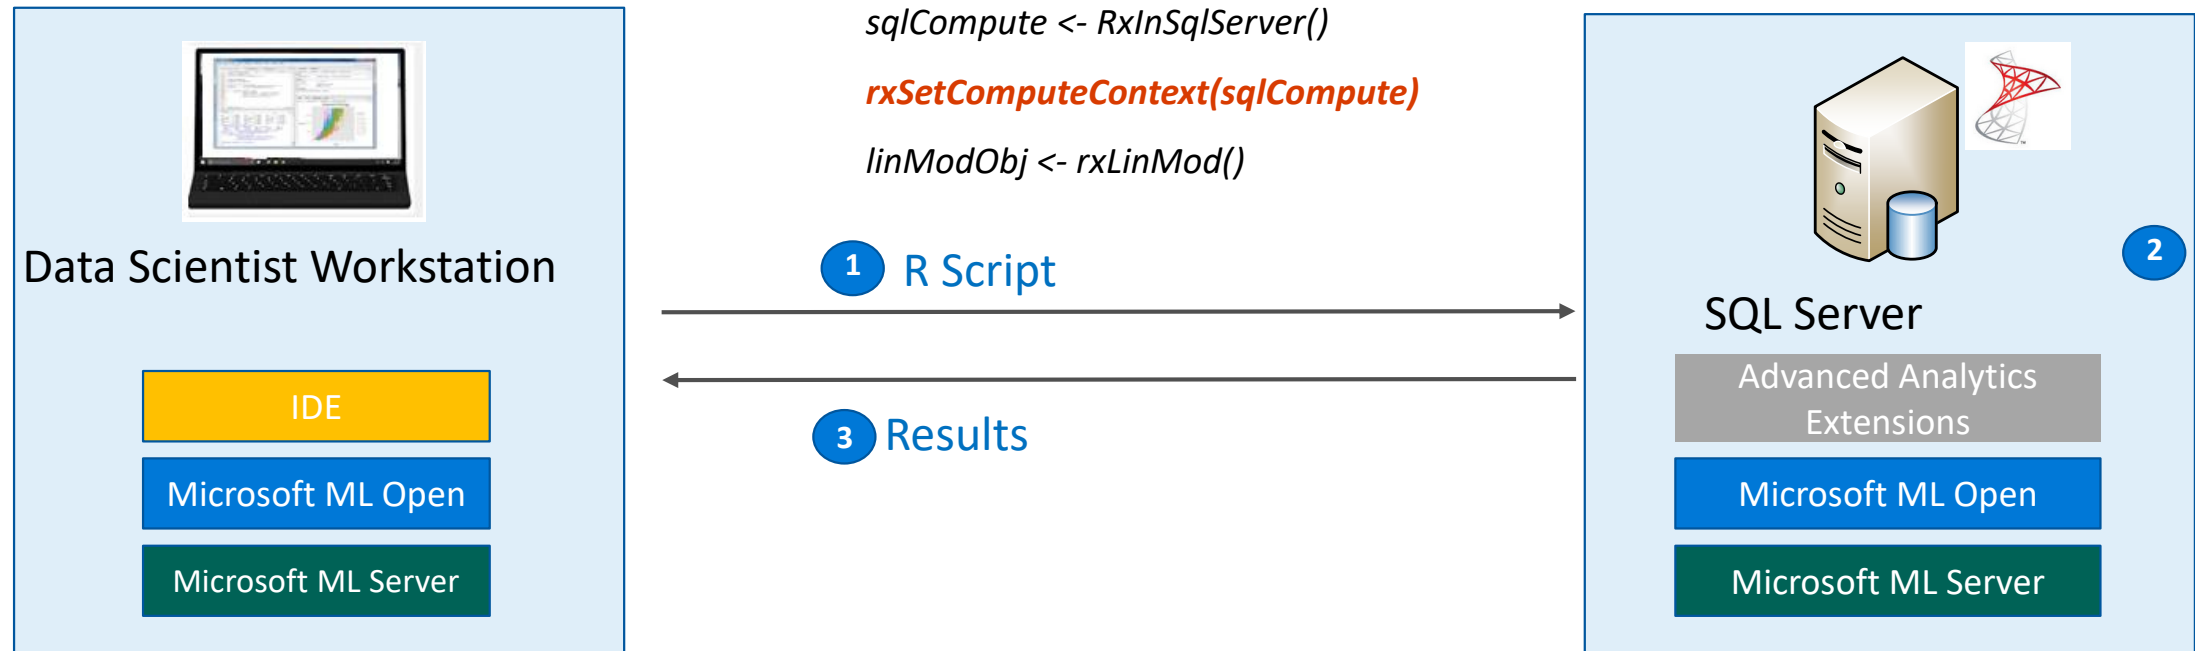 sqlCompute <- RxInSqlServer()
rxSetComputeContext(sqlCompute)
linModObj <- rxLinMod()
Data Scientist Workstation
IDE
Microsoft ML Open
Microsoft ML Server
1 R Script
3 Results
2
SQL Server
Advanced Analytics
Extensions
Microsoft ML Open
Microsoft ML Server